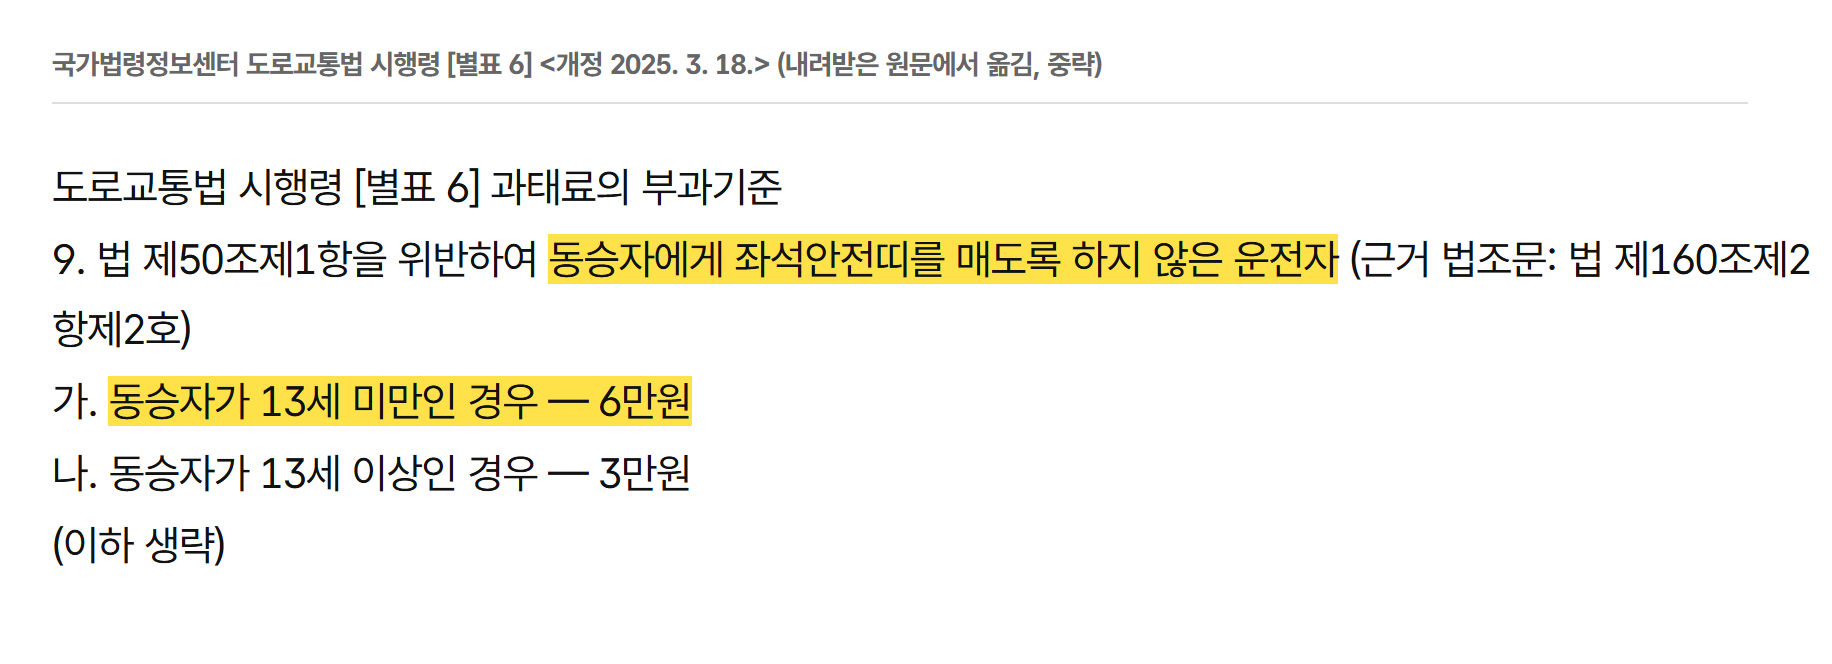 국가법령정보센터 도로교통법 시행령 [별표 6] <개정 2025. 3. 18.> (내려받은 원문에서 옮김, 중략)
도로교통법 시행령 [별표 6] 과태료의 부과기준
9. 법 제50조제1항을 위반하여 동승자에게 좌석안전띠를 매도록 하지 않은 운전자 (근거 법조문: 법 제160조제2
항제2호)
가. 동승자가 13세 미만인 경우 — 6만원
나. 동승자가 13세 이상인 경우 — 3만원
(이하 생략)